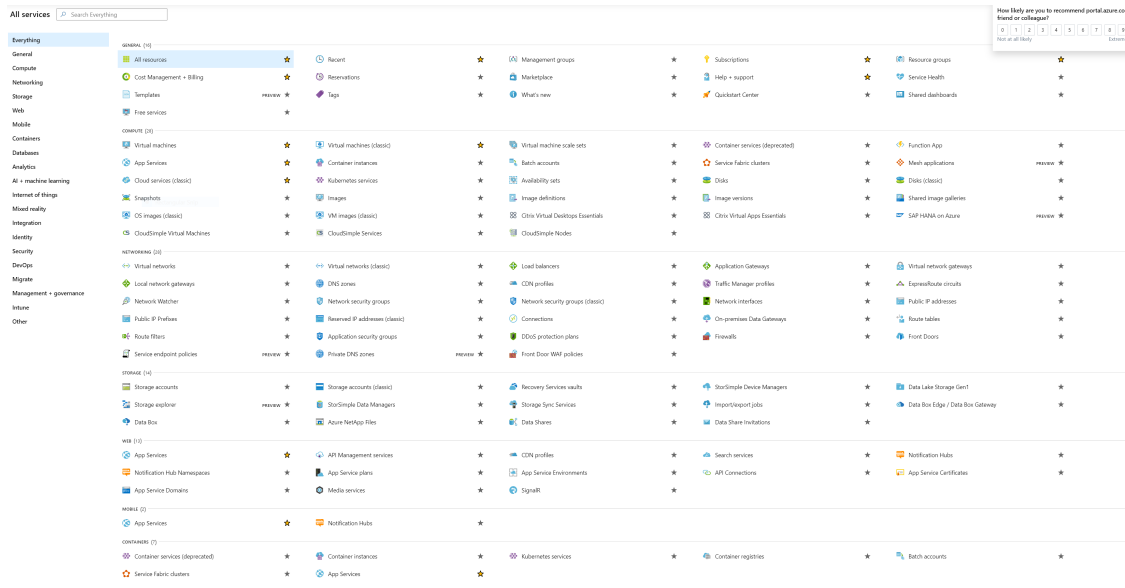 All services
Search Everything
How likely are you to recommend portal.azure.co
friend or colleague?
0 1 2 3 4 5 6 7 8 9
Not at all likely Extrem
Everything
General
Compute
Networking
Storage
Web
Mobile
Containers
Databases
Analytics
AI + machine learning
Internet of things
Mixed reality
Integration
Identity
Security
DevOps
Migrate
Management + governance
Intune
Other
GENERAL (16)
All resources Recent Management groups Subscriptions Resource groups
Cost Management + Billing Reservations Marketplace Help + support Service Health
Templates PREVIEW Tags What's new Quickstart Center Shared dashboards
Free services
COMPUTE (28)
Virtual machines Virtual machines (classic) Virtual machine scale sets Container services (deprecated) Function App
App Services Container instances Batch accounts Service Fabric clusters Mesh applications PREVIEW
Cloud services (classic) Kubernetes services Availability sets Disks Disks (classic)
Snapshots Images Image definitions Image versions Shared image galleries
OS images (classic) VM images (classic) Citrix Virtual Desktops Essentials Citrix Virtual Apps Essentials SAP HANA on Azure PREVIEW
CloudSimple Virtual Machines CloudSimple Services CloudSimple Nodes
NETWORKING (28)
Virtual networks Virtual networks (classic) Load balancers Application Gateways Virtual network gateways
Local network gateways DNS zones CDN profiles Traffic Manager profiles ExpressRoute circuits
Network Watcher Network security groups Network security groups (classic) Network interfaces Public IP addresses
Public IP Prefixes Reserved IP addresses (classic) Connections On-premises Data Gateways Route tables
Route filters Application security groups DDoS protection plans Firewalls Front Doors
Service endpoint policies PREVIEW Private DNS zones PREVIEW Front Door WAF policies
STORAGE (14)
Storage accounts Storage accounts (classic) Recovery Services vaults StorSimple Device Managers Data Lake Storage Gen1
Storage explorer PREVIEW StorSimple Data Managers Storage Sync Services Import/export jobs Data Box Edge / Data Box Gateway
Data Box Azure NetApp Files Data Shares Data Share Invitations
WEB (13)
App Services API Management services CDN profiles Search services Notification Hubs
Notification Hub Namespaces App Service plans App Service Environments API Connections App Service Certificates
App Service Domains Media services SignalR
MOBILE (2)
App Services Notification Hubs
CONTAINERS (7)
Container services (deprecated) Container instances Kubernetes services Container registries Batch accounts
Service Fabric clusters App Services